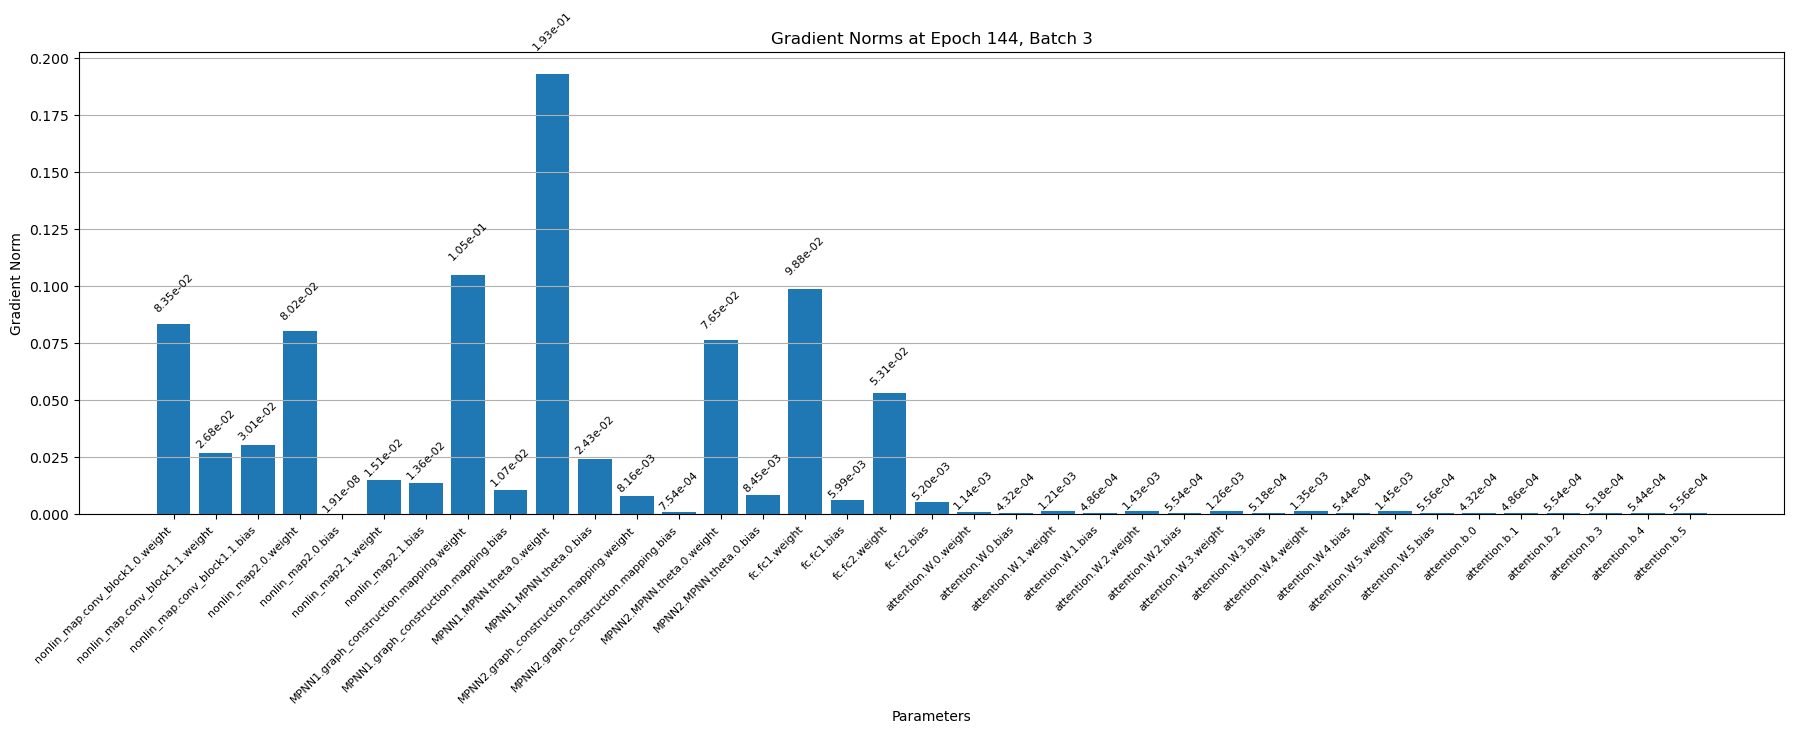 Gradient Norms at Epoch 144, Batch 3
Gradient Norm
0.200
0.175
0.150
0.125
0.100
0.075
0.050
0.025
0.000
8.35e-02
2.68e-02
3.01e-02
8.02e-02
1.91e-08
1.51e-02
1.36e-02
1.05e-01
1.07e-02
1.93e-01
2.43e-02
8.16e-03
7.54e-04
7.65e-02
8.45e-03
9.88e-02
5.99e-03
5.31e-02
5.20e-03
1.14e-03
4.32e-04
1.21e-03
4.86e-04
1.43e-03
5.54e-04
1.26e-03
5.18e-04
1.35e-03
5.44e-04
1.45e-03
5.56e-04
4.32e-04
4.86e-04
5.54e-04
5.18e-04
5.44e-04
5.56e-04
nonlin_map.conv_block1.0.weight
nonlin_map.conv_block1.1.weight
nonlin_map.conv_block1.1.bias
nonlin_map2.0.weight
nonlin_map2.0.bias
nonlin_map2.1.weight
nonlin_map2.1.bias
MPNN1.graph_construction.mapping.weight
MPNN1.graph_construction.mapping.bias
MPNN1.MPNN.theta.0.weight
MPNN1.MPNN.theta.0.bias
MPNN2.graph_construction.mapping.weight
MPNN2.graph_construction.mapping.bias
MPNN2.MPNN.theta.0.weight
MPNN2.MPNN.theta.0.bias
fc.fc1.weight
fc.fc1.bias
fc.fc2.weight
fc.fc2.bias
attention.W.0.weight
attention.W.0.bias
attention.W.1.weight
attention.W.1.bias
attention.W.2.weight
attention.W.2.bias
attention.W.3.weight
attention.W.3.bias
attention.W.4.weight
attention.W.4.bias
attention.W.5.weight
attention.W.5.bias
attention.b.0
attention.b.1
attention.b.2
attention.b.3
attention.b.4
attention.b.5
Parameters